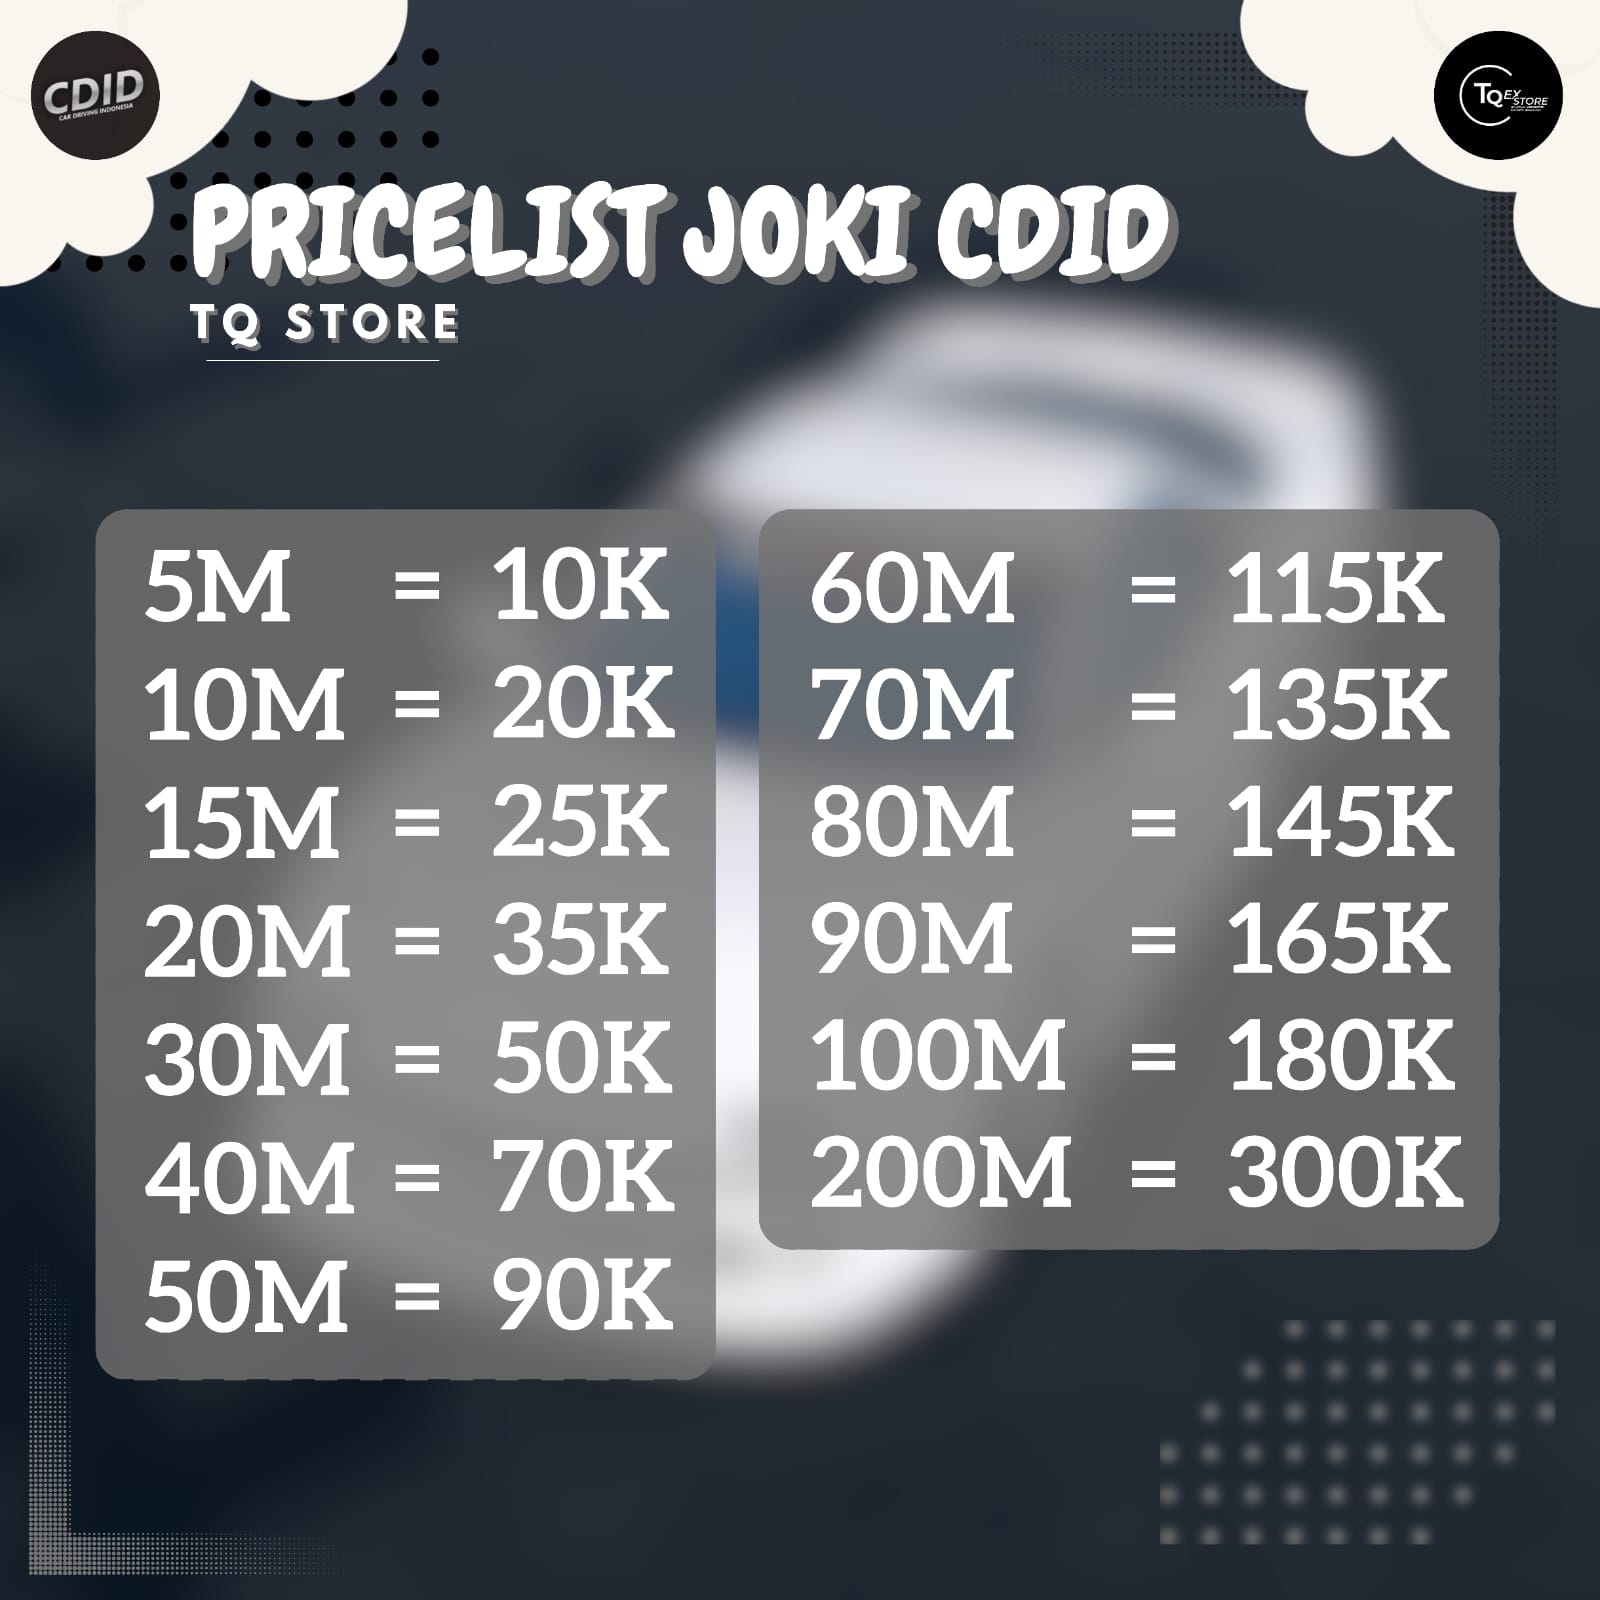 CDID
CAR DRIVING INDONESIA
TQ EX STORE
PRICELIST JOKI CDID
TQ STORE
5M = 10K
10M = 20K
15M = 25K
20M = 35K
30M = 50K
40M = 70K
50M = 90K
60M = 115K
70M = 135K
80M = 145K
90M = 165K
100M = 180K
200M = 300K